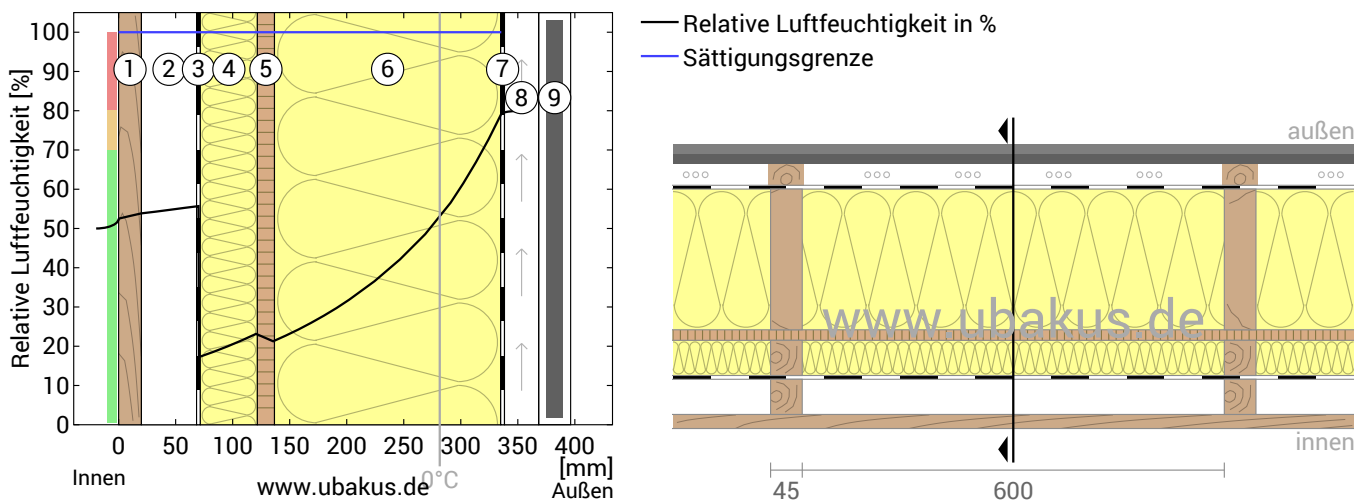 Relative Luftfeuchtigkeit in %
Sättigungsgrenze
Relative Luftfeuchtigkeit [%]
100
90
80
70
60
50
40
30
20
10
0
1 2 3 4 5 6 7 8 9
0 50 100 150 200 250 300 350 400
[mm]
0°C
Innen
www.ubakus.de
Außen
außen
www.ubakus.de
innen
45 600